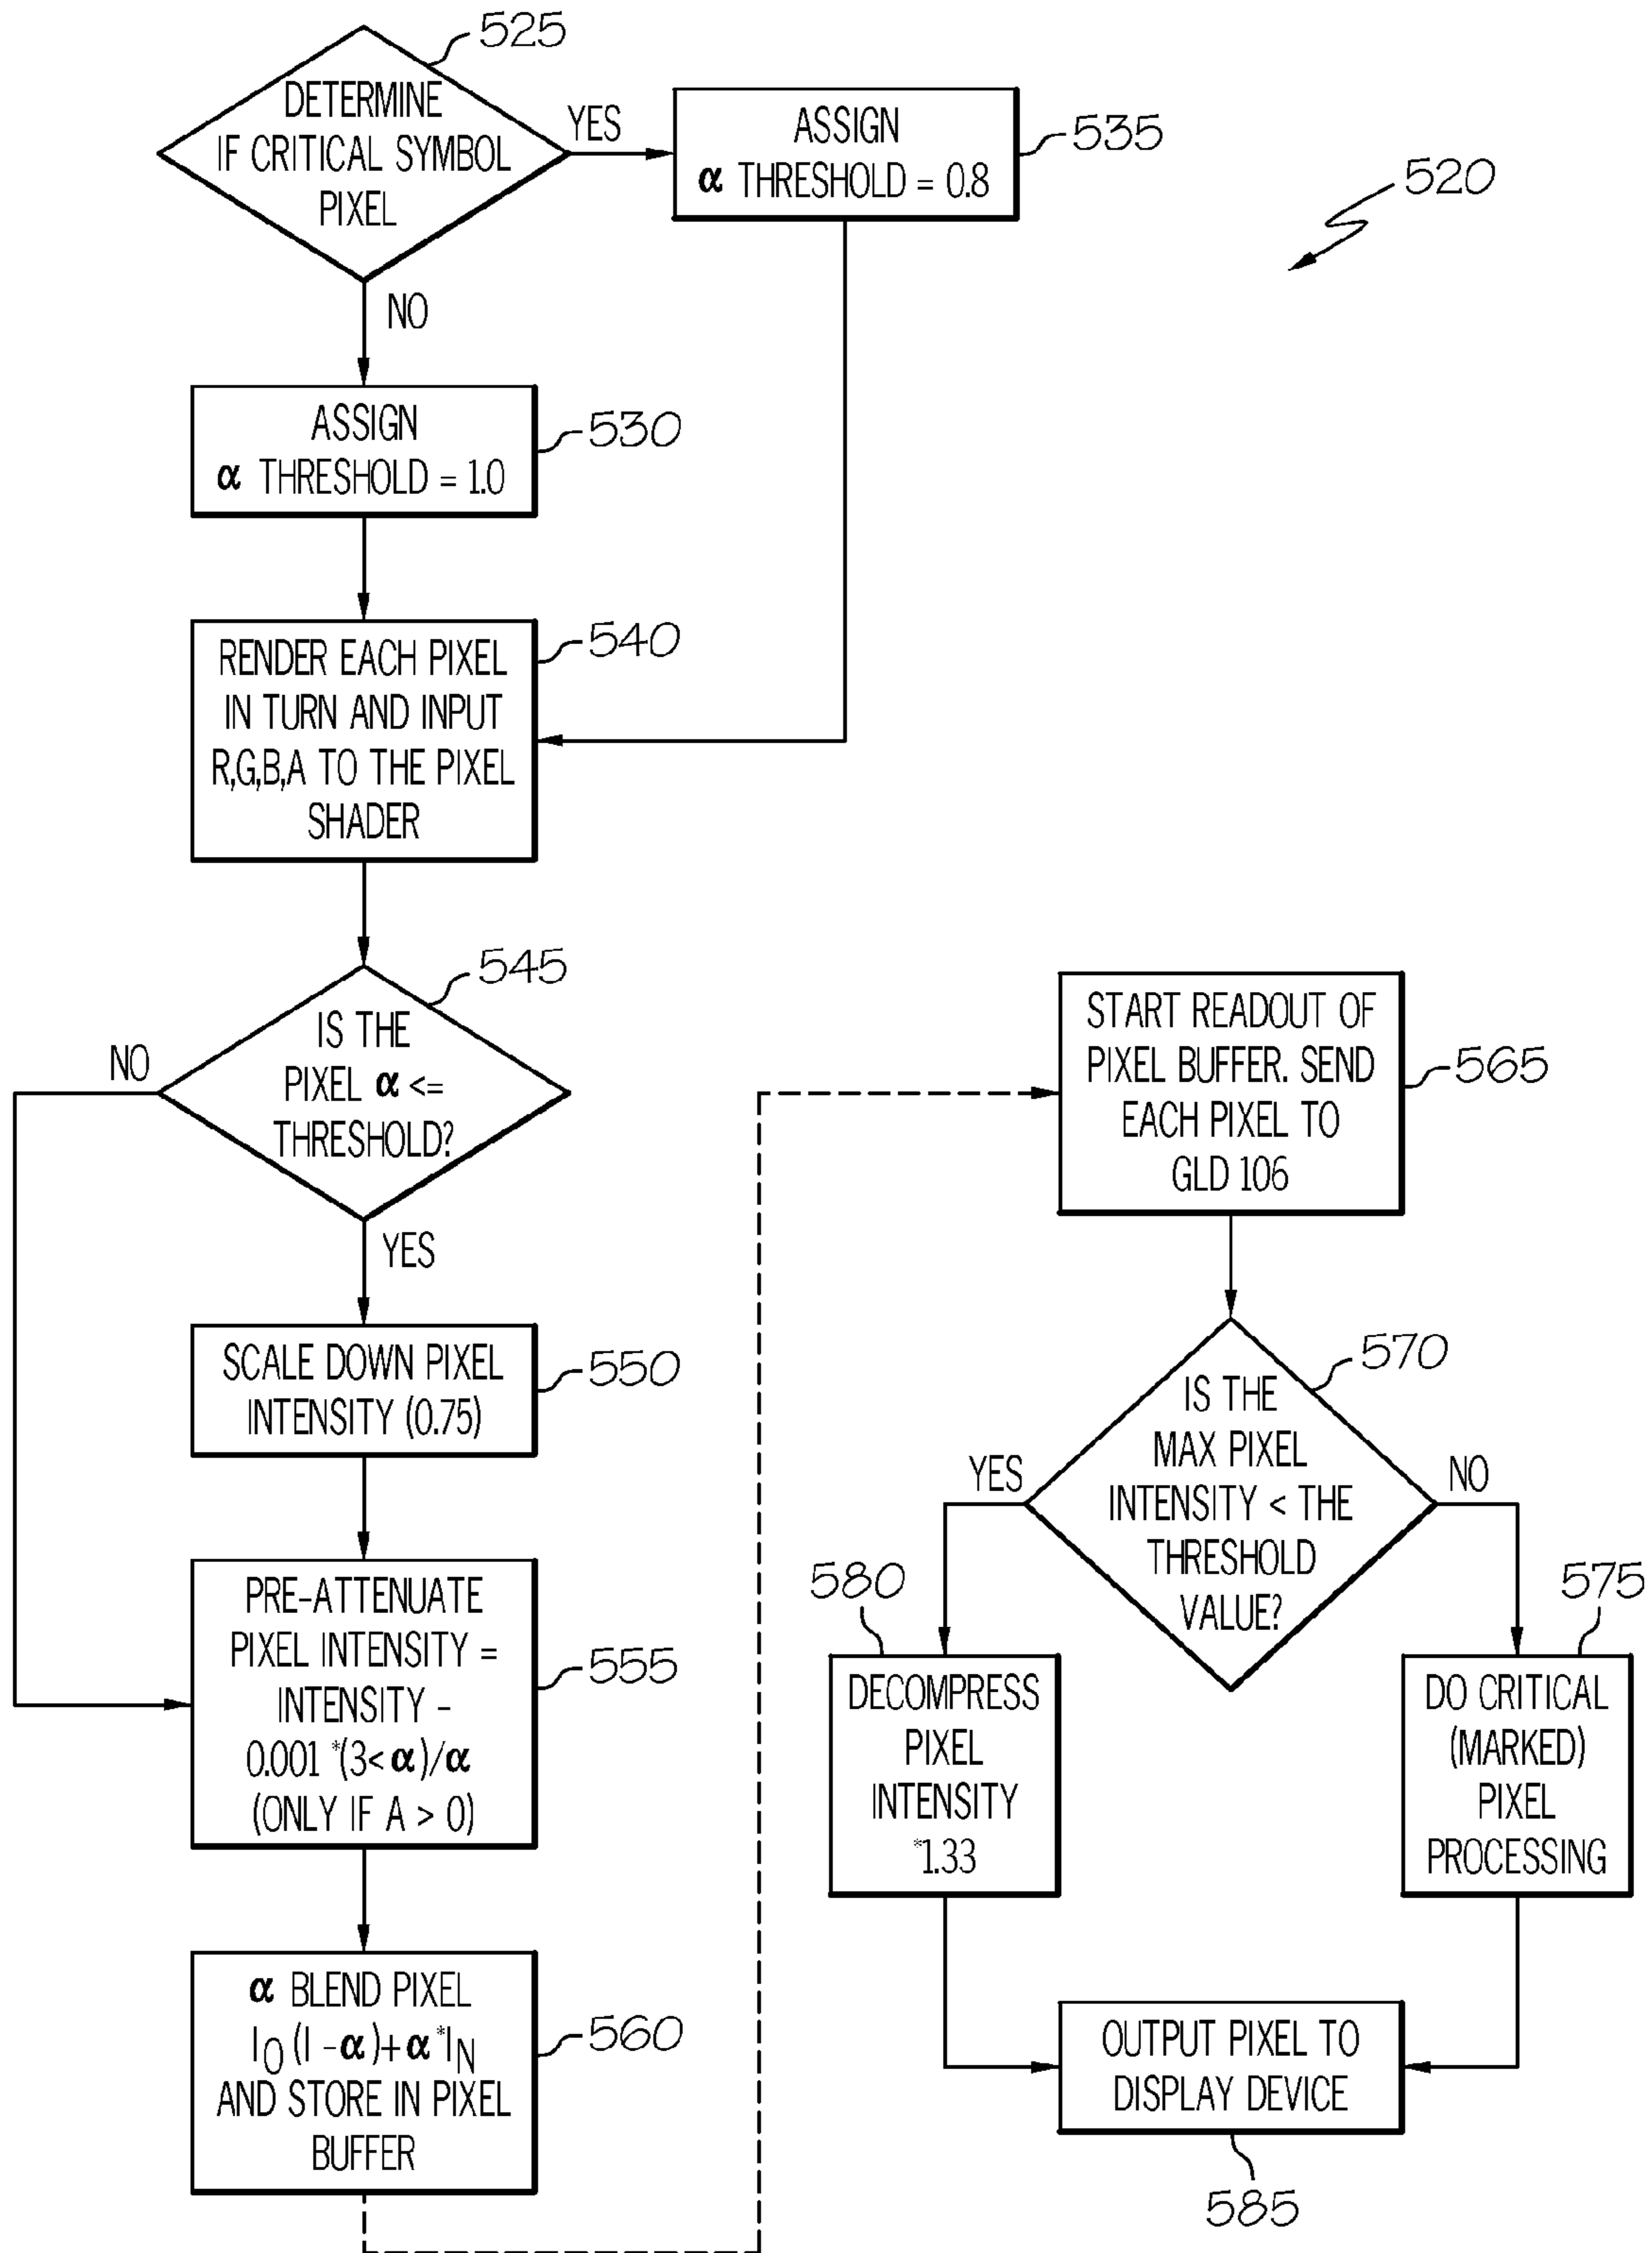 525
DETERMINE
IF CRITICAL SYMBOL
PIXEL
YES
ASSIGN
α THRESHOLD = 0.8
535
520
NO
ASSIGN
α THRESHOLD = 1.0
530
RENDER EACH PIXEL
IN TURN AND INPUT
R,G,B,A TO THE PIXEL
SHADER
540
545
IS THE
PIXEL α <=
THRESHOLD?
NO
YES
SCALE DOWN PIXEL
INTENSITY (0.75)
550
PRE-ATTENUATE
PIXEL INTENSITY =
INTENSITY -
0.001 *(3<α)/α
(ONLY IF A > 0)
555
α BLEND PIXEL
I0 (I -α)+α*IN
AND STORE IN PIXEL
BUFFER
560
START READOUT OF
PIXEL BUFFER. SEND
EACH PIXEL TO
GLD 106
565
570
IS THE
MAX PIXEL
INTENSITY < THE
THRESHOLD
VALUE?
YES
NO
580
DECOMPRESS
PIXEL
INTENSITY
*1.33
575
DO CRITICAL
(MARKED)
PIXEL
PROCESSING
OUTPUT PIXEL TO
DISPLAY DEVICE
585